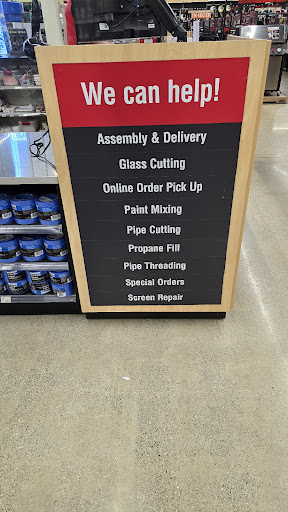 We can help!
Assembly & Delivery
Glass Cutting
Online Order Pick Up
Paint Mixing
Pipe Cutting
Propane Fill
Pipe Threading
Special Orders
Screen Repair